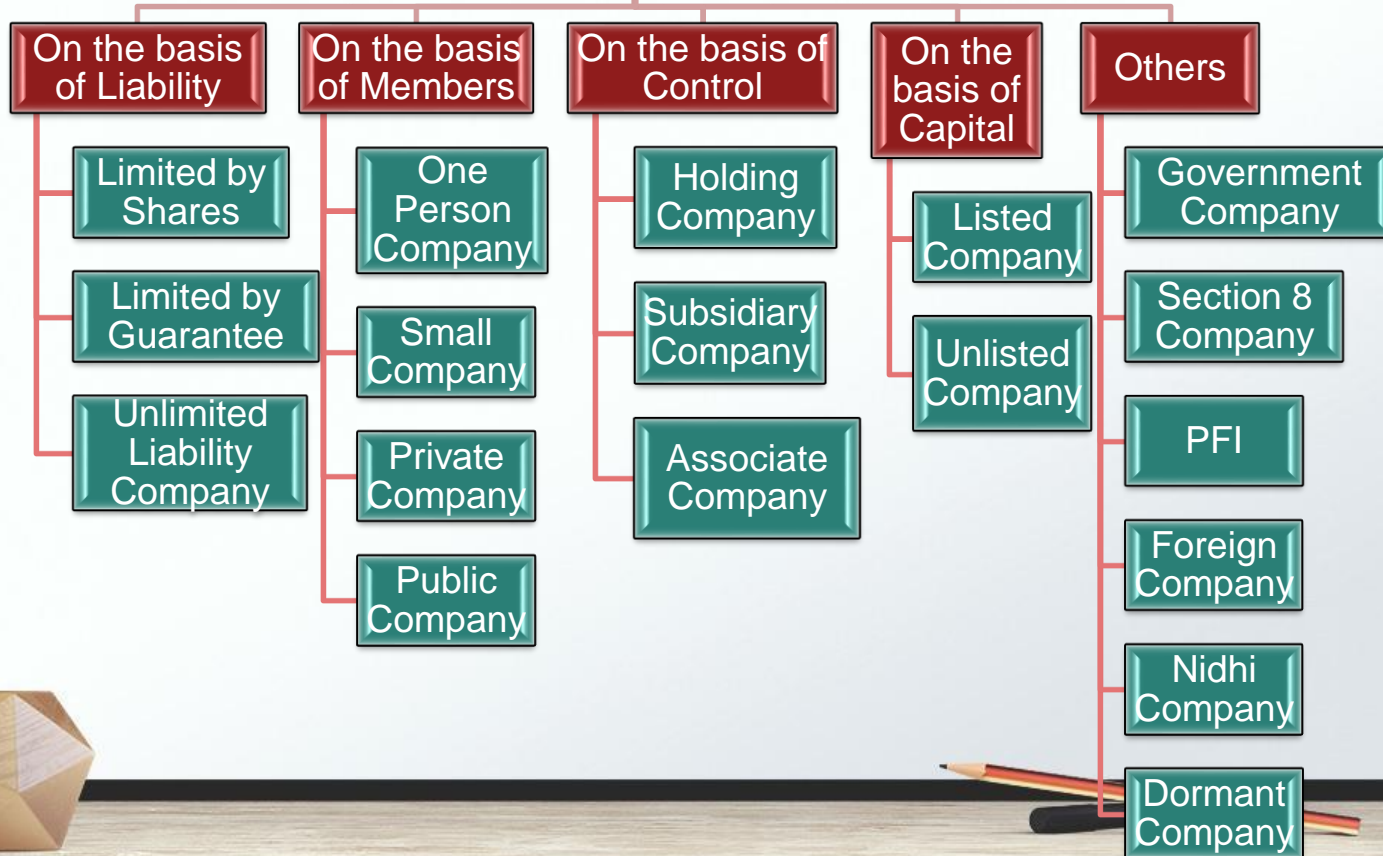 On the basis
of Liability
Limited by
Shares
Limited by
Guarantee
Unlimited
Liability
Company
On the basis
of Members
One
Person
Company
Small
Company
Private
Company
Public
Company
On the basis of
Control
Holding
Company
Subsidiary
Company
Associate
Company
On the
basis of
Capital
Listed
Company
Unlisted
Company
Others
Government
Company
Section 8
Company
PFI
Foreign
Company
Nidhi
Company
Dormant
Company